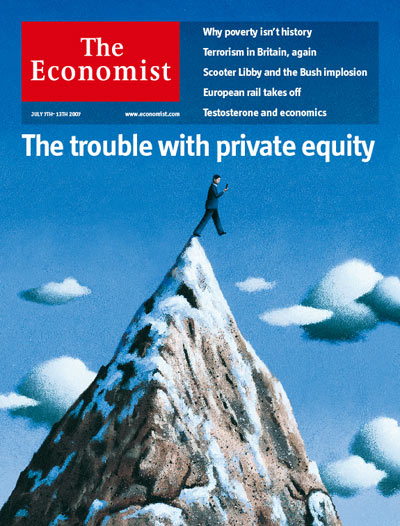 The
Economist
JULY 7TH-13TH 2007
www.economist.com
Why poverty isn't history
Terrorism in Britain, again
Scooter Libby and the Bush implosion
European rail takes off
Testosterone and economics
The trouble with private equity